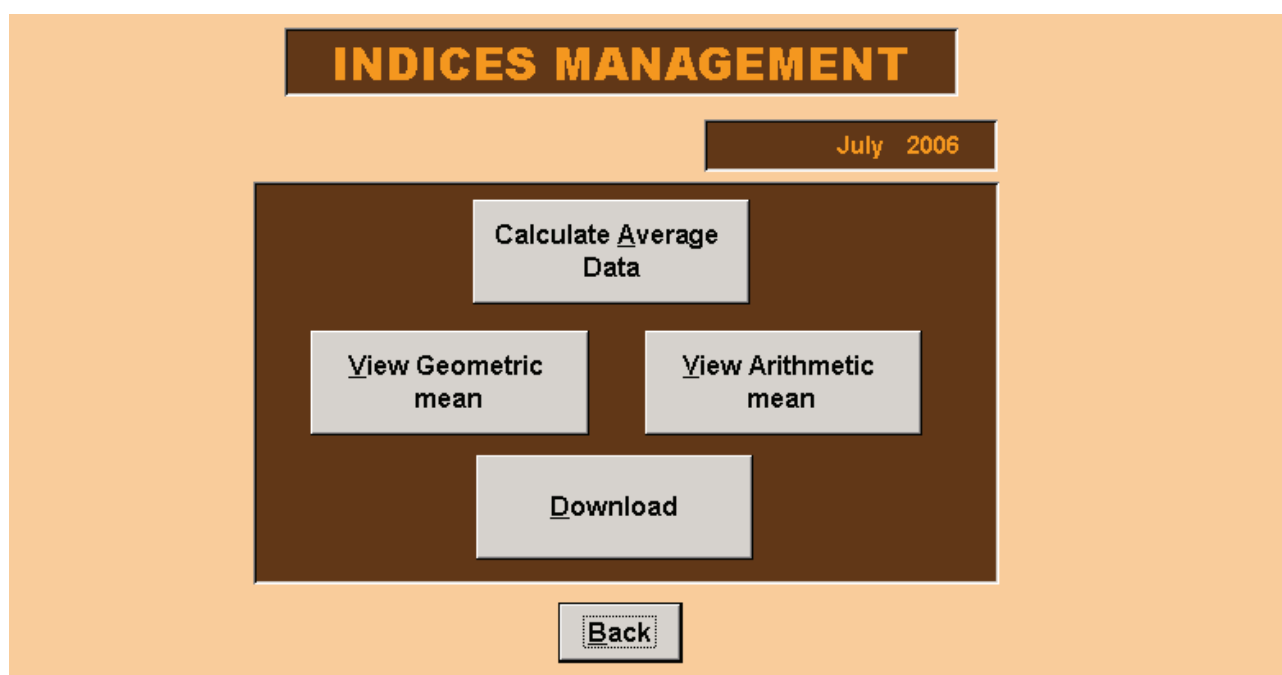 INDICES MANAGEMENT
July 2006
Calculate Average
Data
View Geometric
mean
View Arithmetic
mean
Download
Back